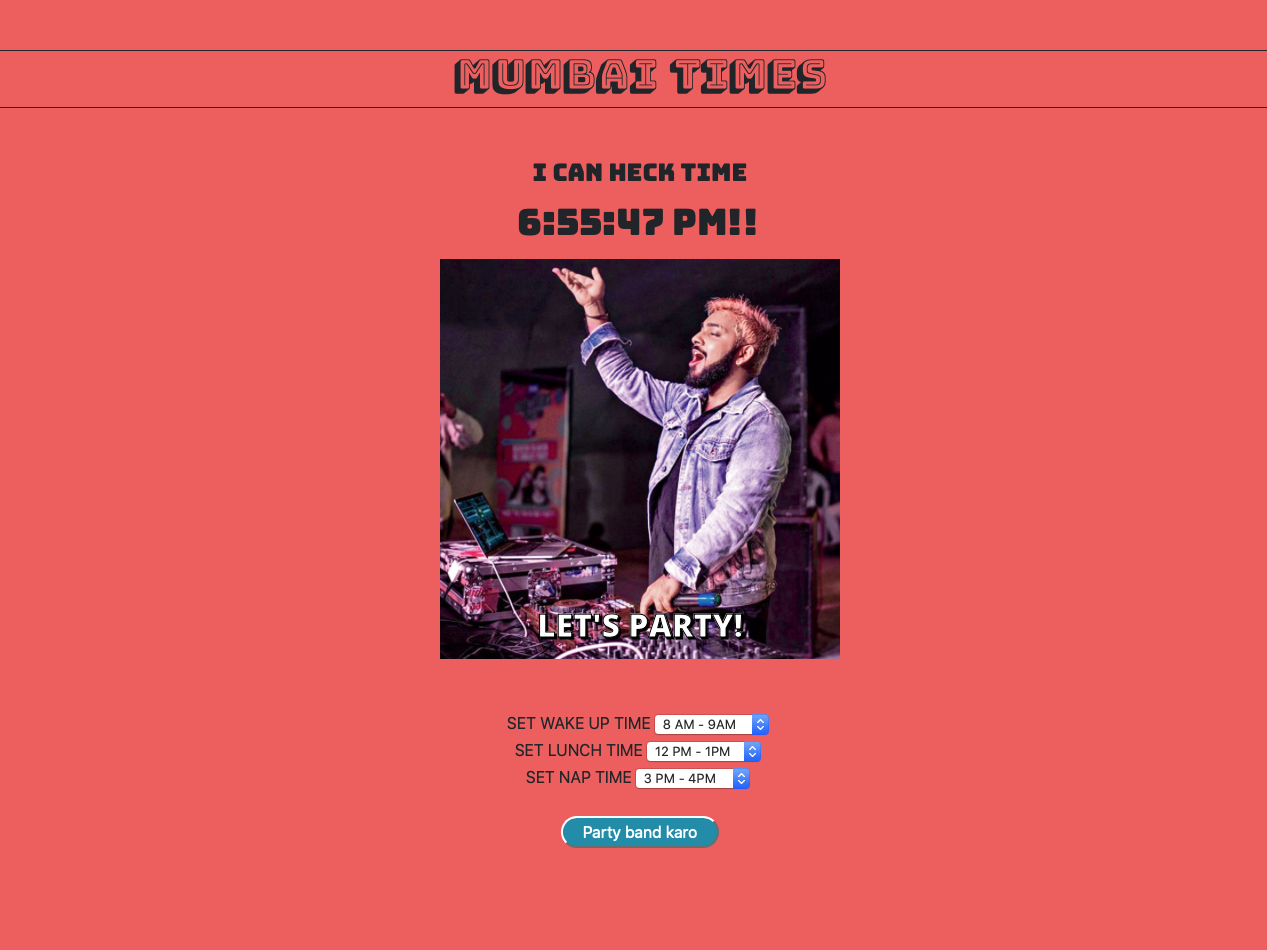 MUMBAI TIMES
I CAN HECK TIME
6:55:47 PM!!
LET'S PARTY!
SET WAKE UP TIME 8 AM - 9AM
SET LUNCH TIME 12 PM - 1PM
SET NAP TIME 3 PM - 4PM
Party band karo